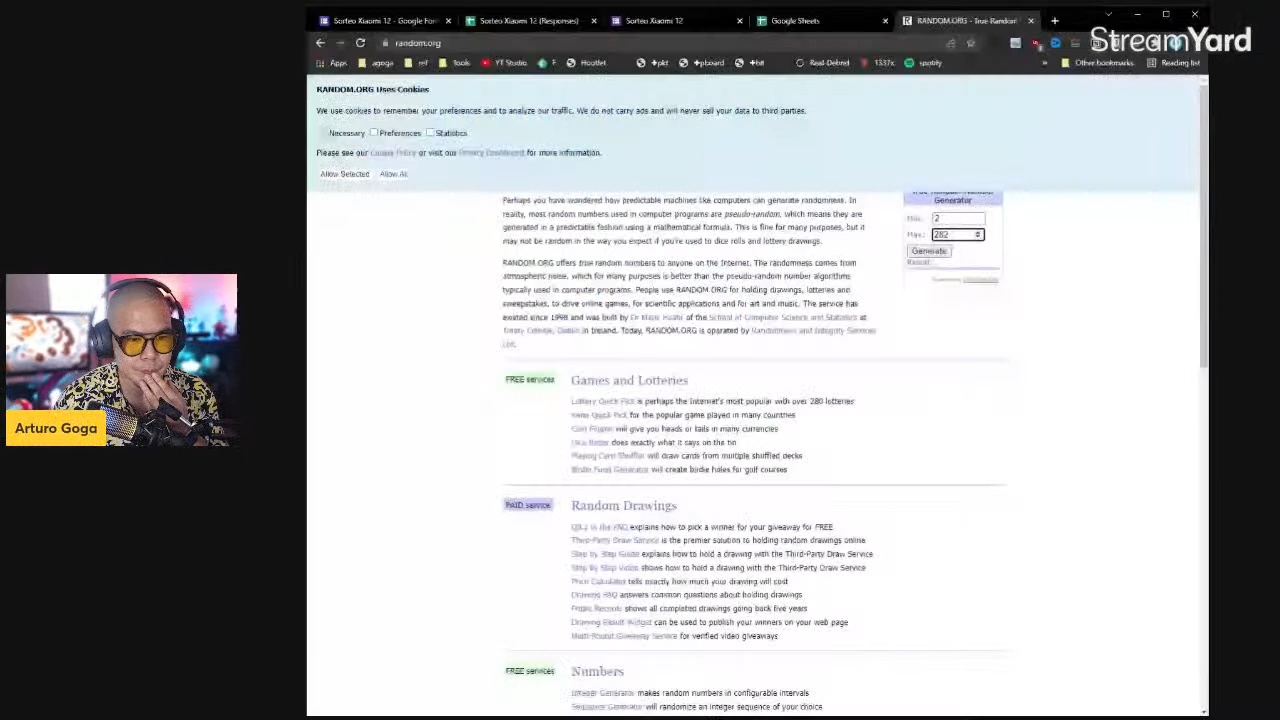 Sorteo Xiaomi 12 - Google For
Sorteo Xiaomi 12 (Responses)
Sorteo Xiaomi 12
Google Sheets
RANDOM.ORG - True Random
StreamYard
random.org
Apps
agoga
ref
Tools
YT Studio
F
Hootlet
+pkt
+pboard
+bit
Real-Debrid
1337x
spotify
»
Other bookmarks
Reading list
RANDOM.ORG Uses Cookies
We use cookies to remember your preferences and to analyze our traffic. We do not carry ads and will never sell your data to third parties.
Necessary Preferences Statistics
Please see our Cookie Policy or visit our Privacy Dashboard for more information.
Allow Selected Allow All
Perhaps you have wondered how predictable machines like computers can generate randomness. In
reality, most random numbers used in computer programs are pseudo-random, which means they are
generated in a predictable fashion using a mathematical formula. This is fine for many purposes, but it
may not be random in the way you expect if you're used to dice rolls and lottery drawings.
RANDOM.ORG offers true random numbers to anyone on the Internet. The randomness comes from
atmospheric noise, which for many purposes is better than the pseudo-random number algorithms
typically used in computer programs. People use RANDOM.ORG for holding drawings, lotteries and
sweepstakes, to drive online games, for scientific applications and for art and music. The service has
existed since 1998 and was built by Dr Mads Haahr of the School of Computer Science and Statistics at
Trinity College, Dublin in Ireland. Today, RANDOM.ORG is operated by Randomness and Integrity Services
Ltd.
True Random Number
Generator
Min: 2
Max: 282
Generate
Result:
Powered by RANDOM.ORG
FREE services
Games and Lotteries
Lottery Quick Pick is perhaps the Internet's most popular with over 280 lotteries
Keno Quick Pick for the popular game played in many countries
Coin Flipper will give you heads or tails in many currencies
Dice Roller does exactly what it says on the tin
Playing Card Shuffler will draw cards from multiple shuffled decks
Birdie Fund Generator will create birdie holes for golf courses
PAID service
Random Drawings
Q3.2 in the FAQ explains how to pick a winner for your giveaway for FREE
Third-Party Draw Service is the premier solution to holding random drawings online
Step by Step Guide explains how to hold a drawing with the Third-Party Draw Service
Step by Step Video shows how to hold a drawing with the Third-Party Draw Service
Price Calculator tells exactly how much your drawing will cost
Drawing FAQ answers common questions about holding drawings
Public Records shows all completed drawings going back five years
Drawing Result Widget can be used to publish your winners on your web page
Multi-Round Giveaway Service for verified video giveaways
FREE services
Numbers
Integer Generator makes random numbers in configurable intervals
Sequence Generator will randomize an integer sequence of your choice
Arturo Goga